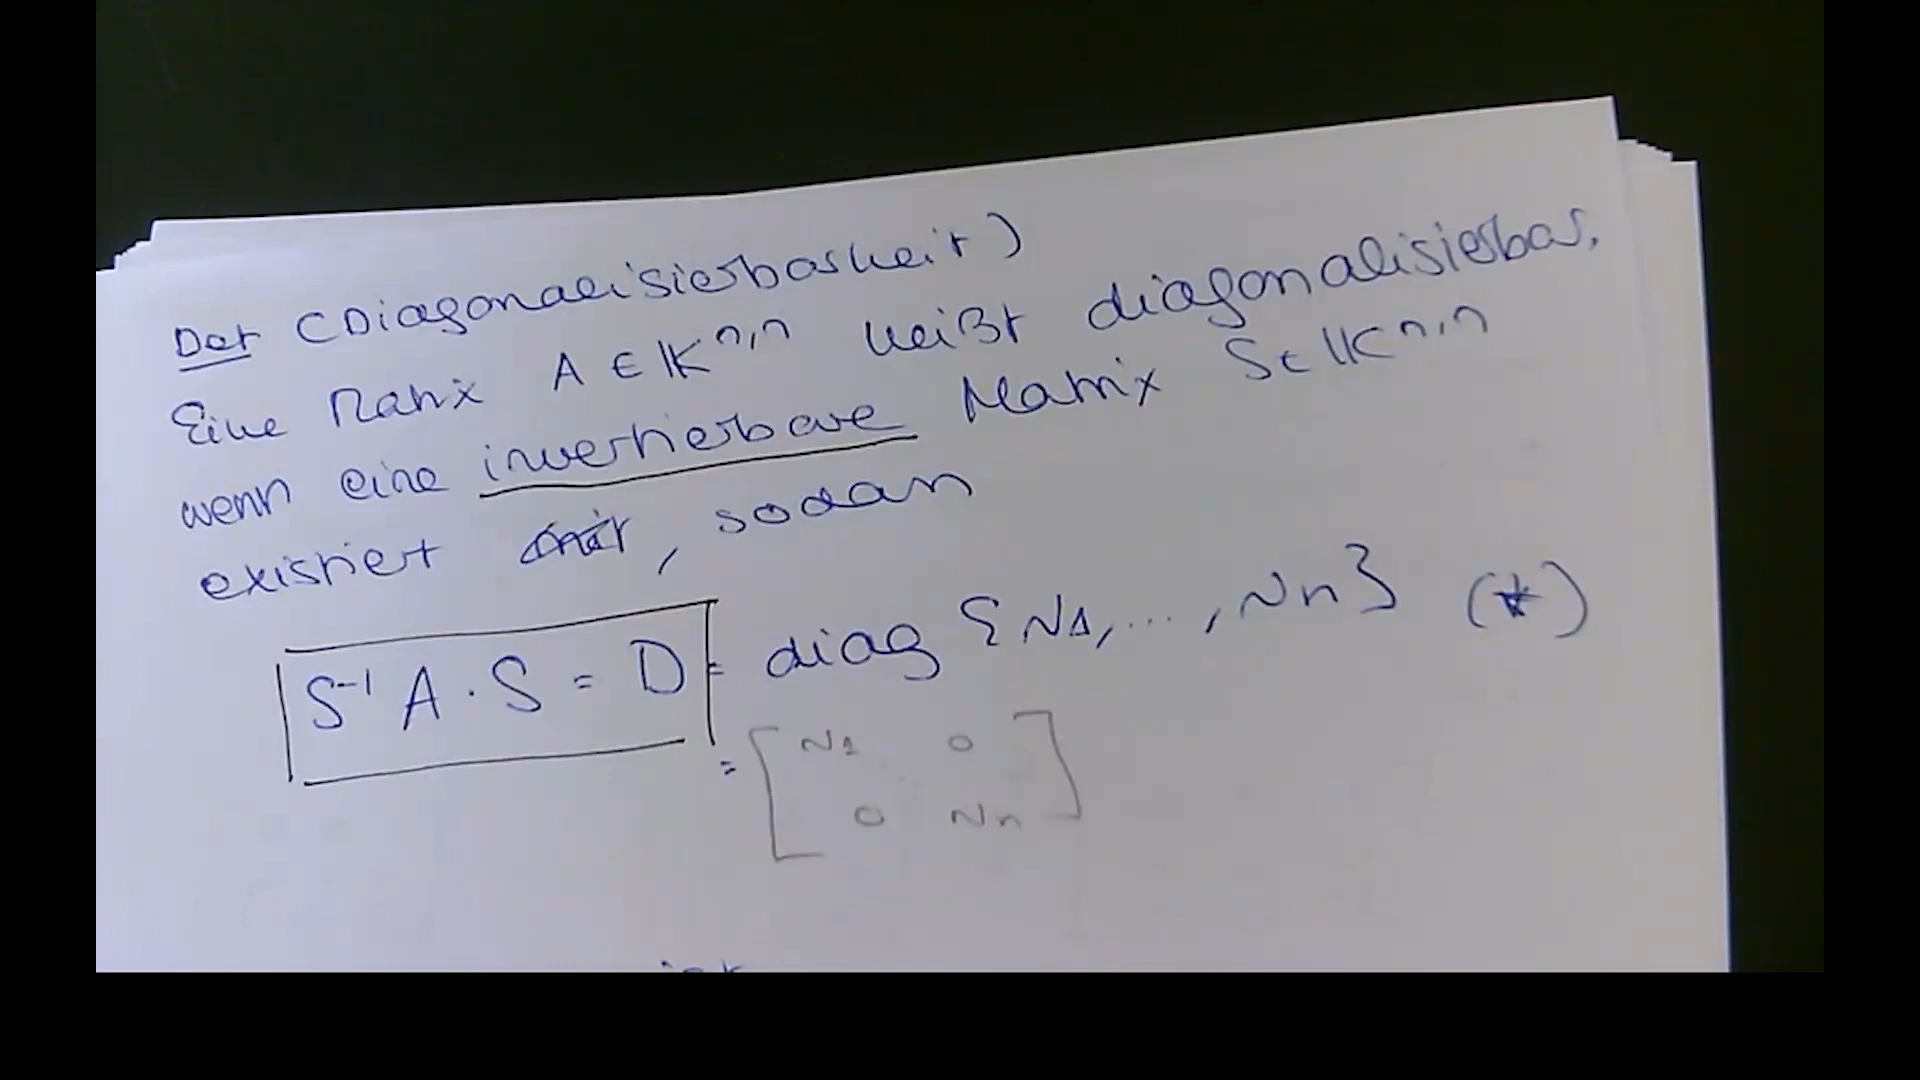 Def (Diagonalisierbarkeit)
Eine Matrix A ∈ K^n,n heißt diagonalisierbar,
wenn eine invertierbare Matrix S ∈ K^n,n
existiert , sodan
S^-1 A · S = D = diag {λ1, ..., λn} (*)
= [ λ1 0
0 λn ]